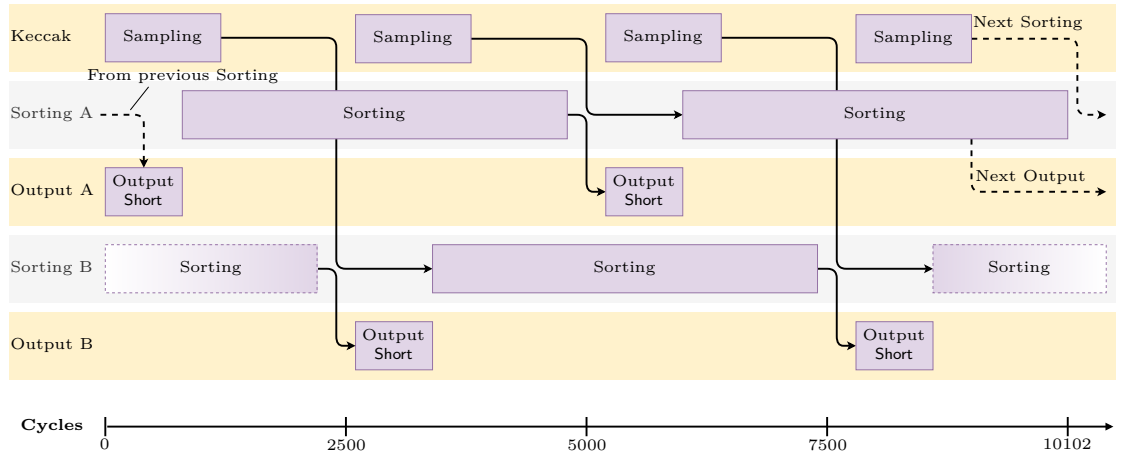 Keccak
Sampling
Sampling
Sampling
Sampling
Next Sorting
From previous Sorting
Sorting A
Sorting
Sorting
Output A
Output
Short
Output
Short
Next Output
Sorting B
Sorting
Sorting
Sorting
Output B
Output
Short
Output
Short
Cycles
0
2500
5000
7500
10102